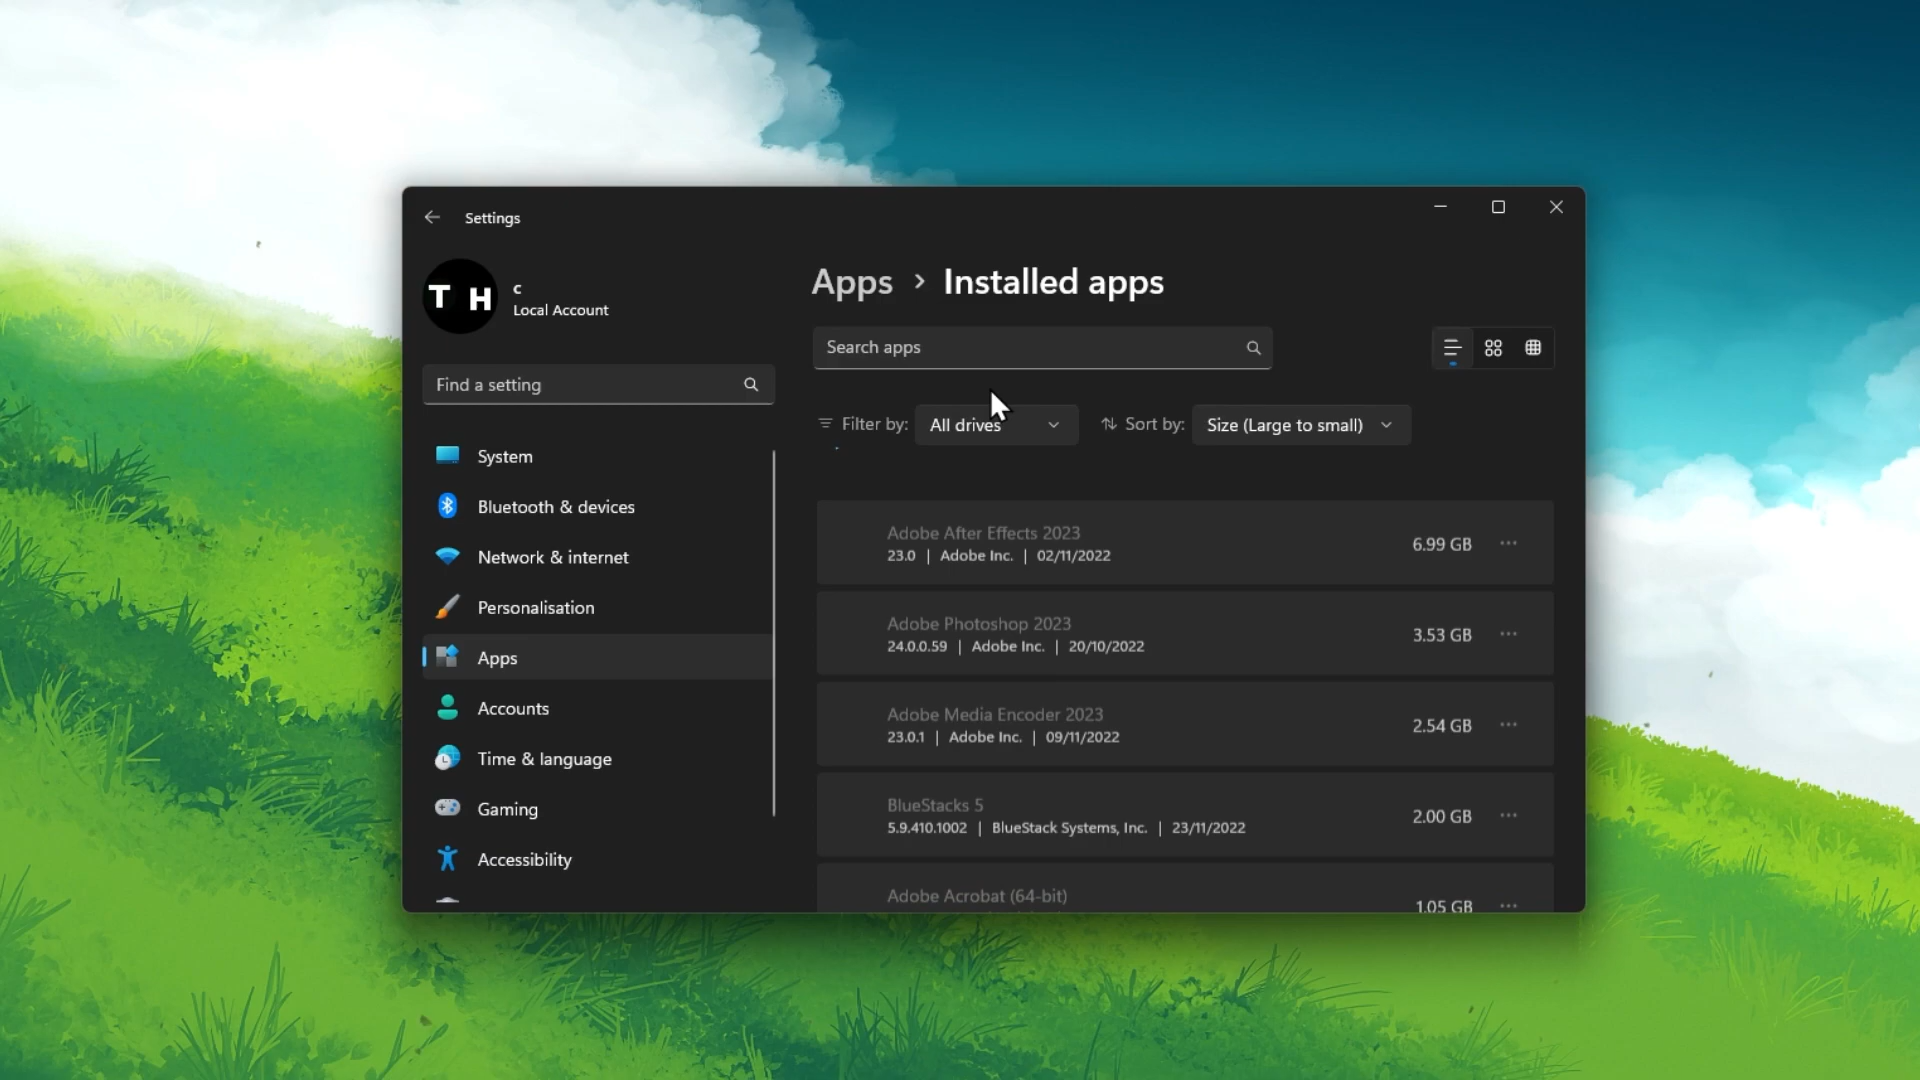 Settings
T H
c
Local Account
Find a setting
System
Bluetooth & devices
Network & internet
Personalisation
Apps
Accounts
Time & language
Gaming
Accessibility
Apps > Installed apps
Search apps
Filter by: All drives
Sort by: Size (Large to small)
Adobe After Effects 2023
23.0 | Adobe Inc. | 02/11/2022
6.99 GB
Adobe Photoshop 2023
24.0.0.59 | Adobe Inc. | 20/10/2022
3.53 GB
Adobe Media Encoder 2023
23.0.1 | Adobe Inc. | 09/11/2022
2.54 GB
BlueStacks 5
5.9.410.1002 | BlueStack Systems, Inc. | 23/11/2022
2.00 GB
Adobe Acrobat (64-bit)
1.05 GB